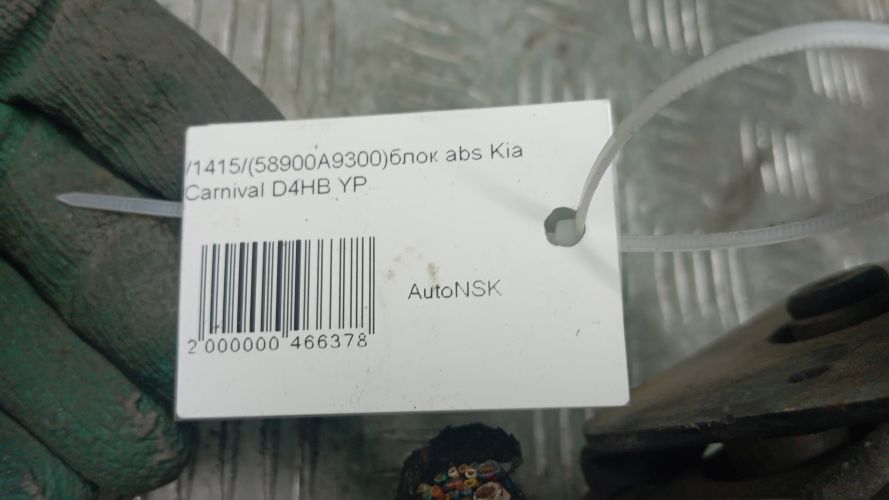 /1415/(58900A9300)блок abs Kia
Carnival D4HB YP
AutoNSK
2 000000 466378